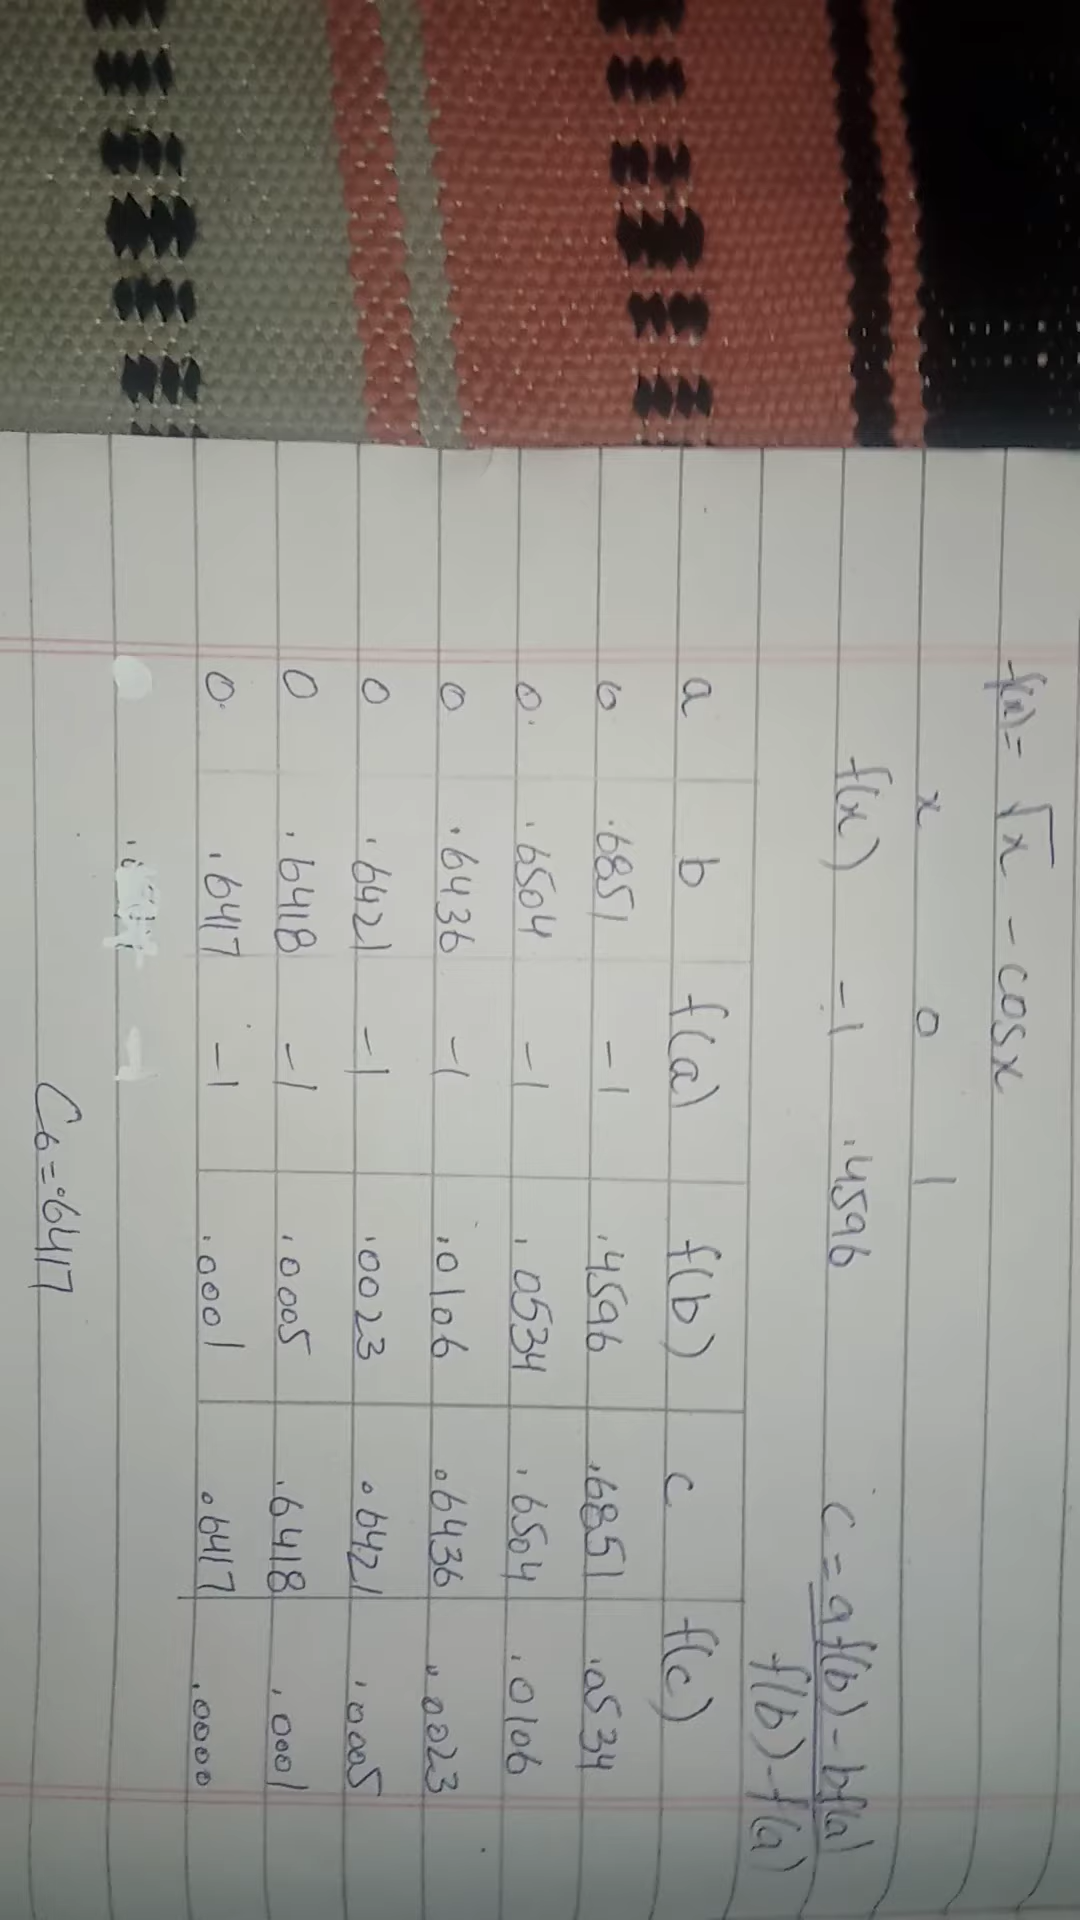 f(x) = √x - cosx
x 0 1
f(x) -1 .4596 c = af(b) - bf(a)
f(b) - f(a)
a b f(a) f(b) c f(c)
0 .6851 -1 .4596 .6851 .0534
0. .6504 -1 .0534 .6504 .0106
0 .6436 -1 .0106 .6436 .0023
0 .6421 -1 .0023 .6421 .0005
0 .6418 -1 .0005 .6418 .0001
0. .6417 -1 .0001 .6417 .0000
C6 = .6417